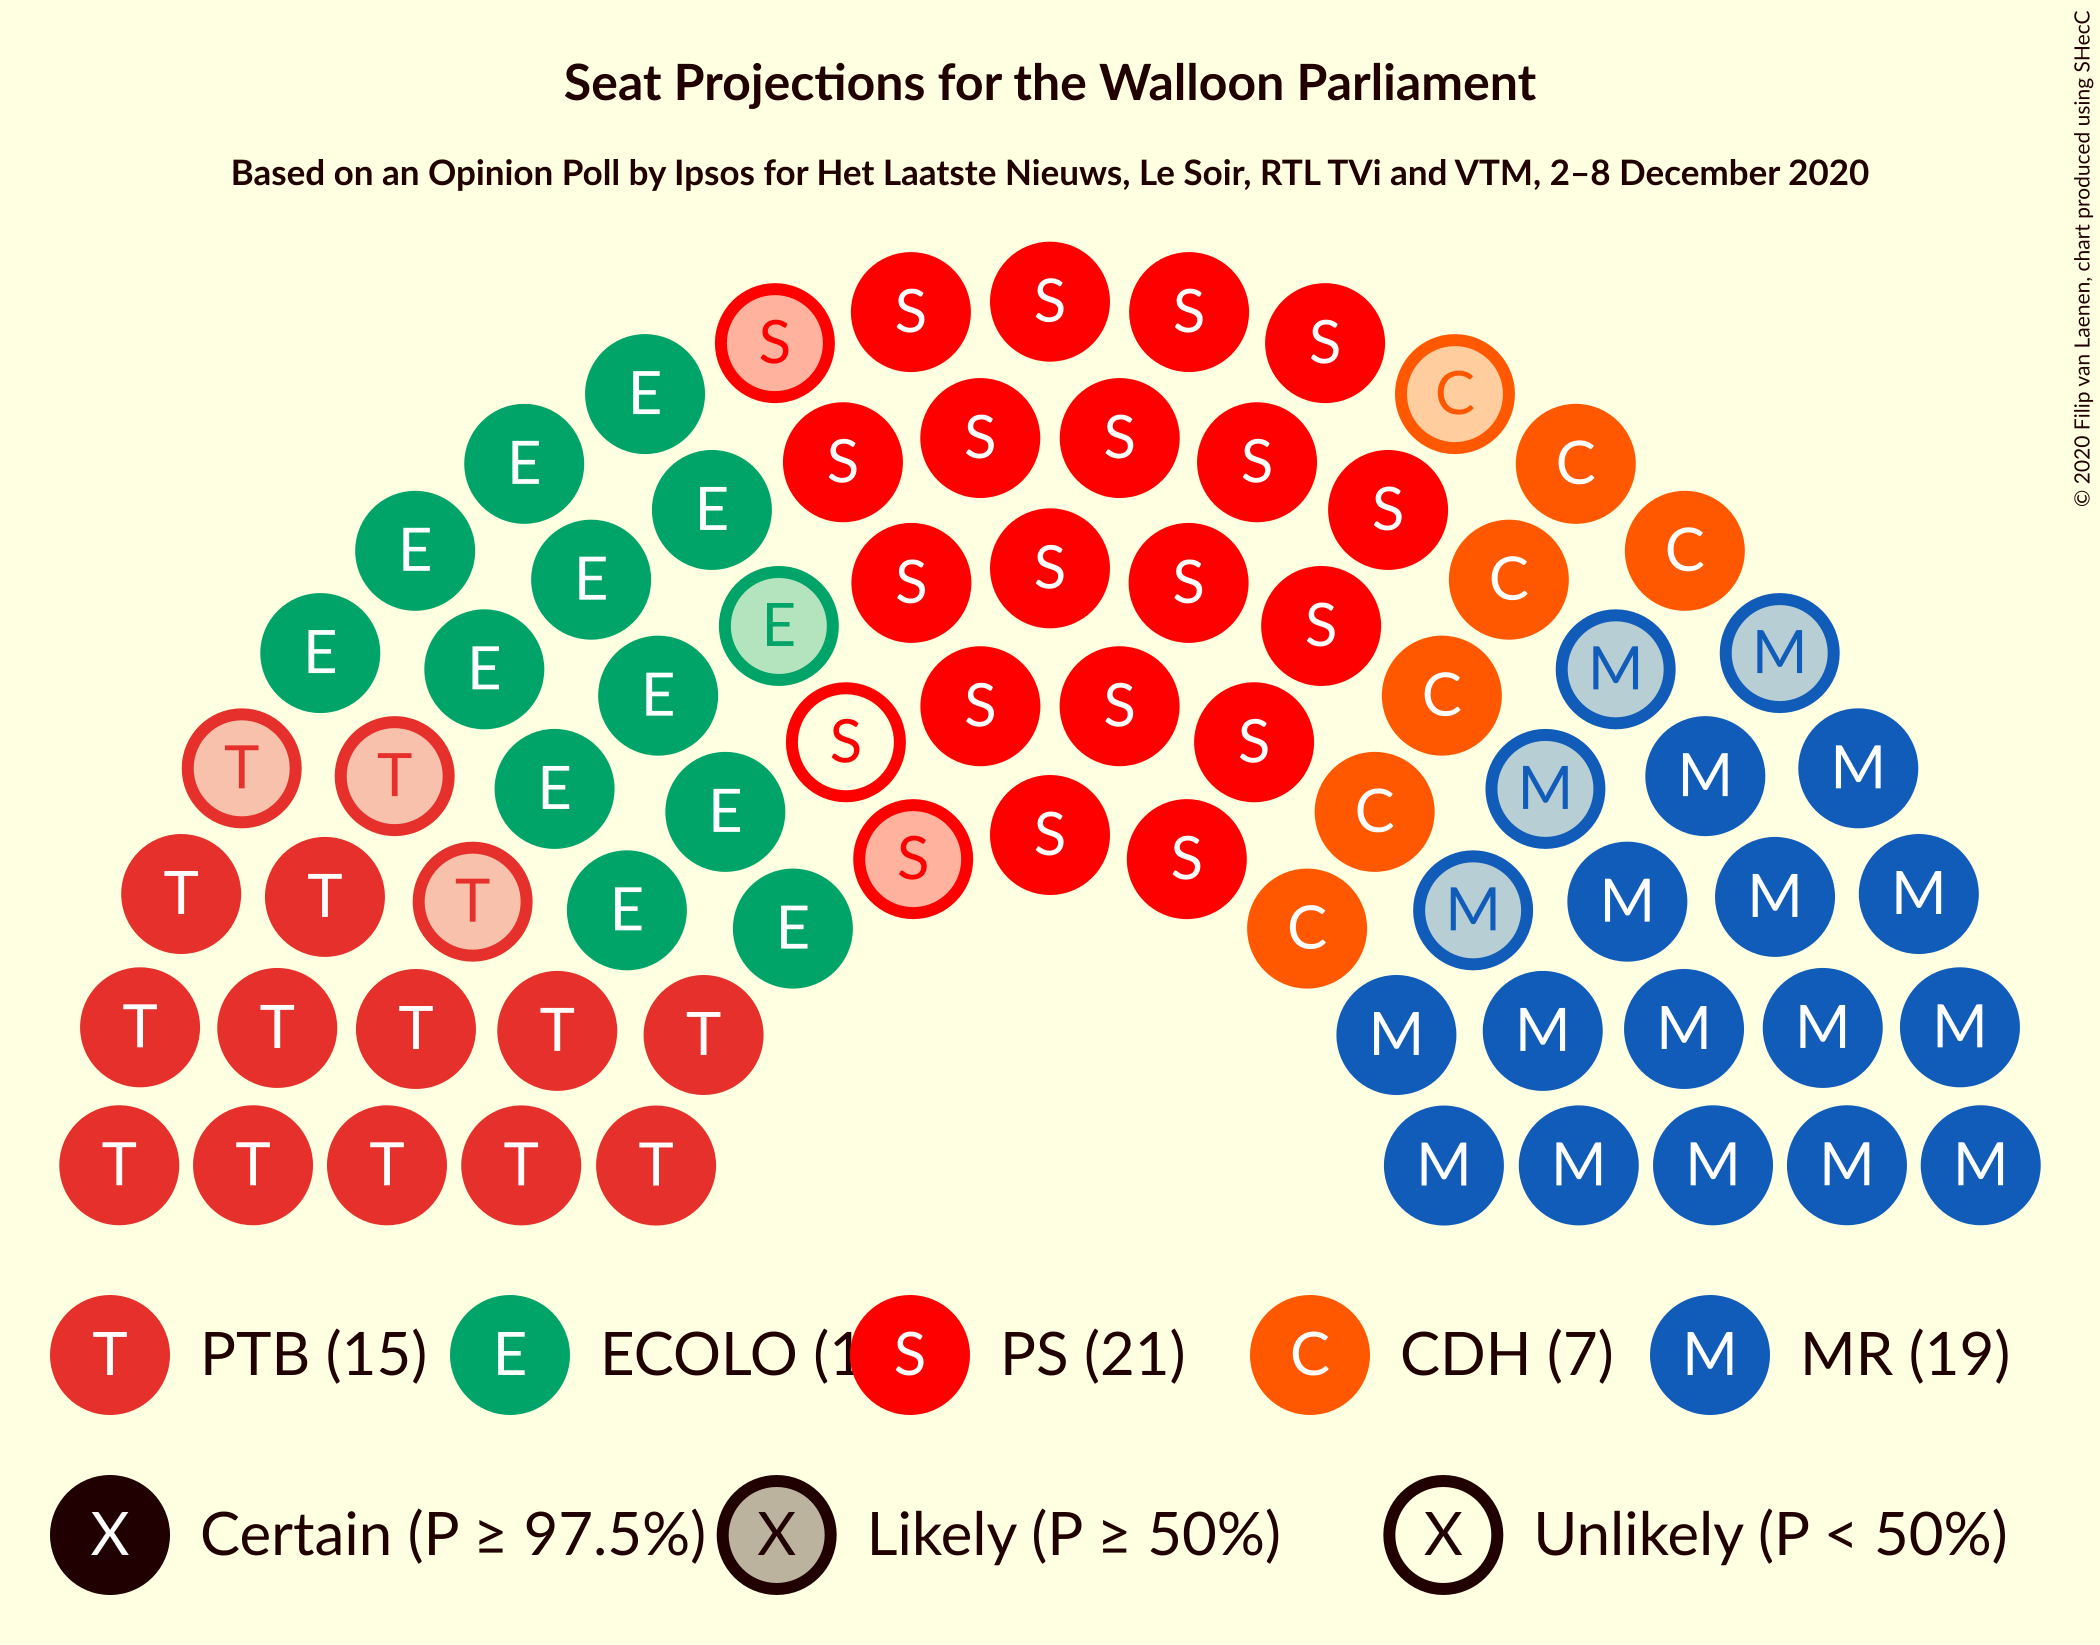 Seat Projections for the Walloon Parliament
Based on an Opinion Poll by Ipsos for Het Laatste Nieuws, Le Soir, RTL TVi and VTM, 2–8 December 2020
© 2020 Filip van Laenen, chart produced using SHecC
S S S S S
E C
S S S S
E C
E S S C
E S S S C
E S E
E C M M
E E S C
S S S M
T T M M
E M
E S C
S S S
T T T M M M
E E C M
T T T T T M M M M M
T T T T T M M M M M
T PTB (15) E ECOLO (1 S PS (21) C CDH (7) M MR (19)
X Certain (P ≥ 97.5%) X Likely (P ≥ 50%) X Unlikely (P < 50%)